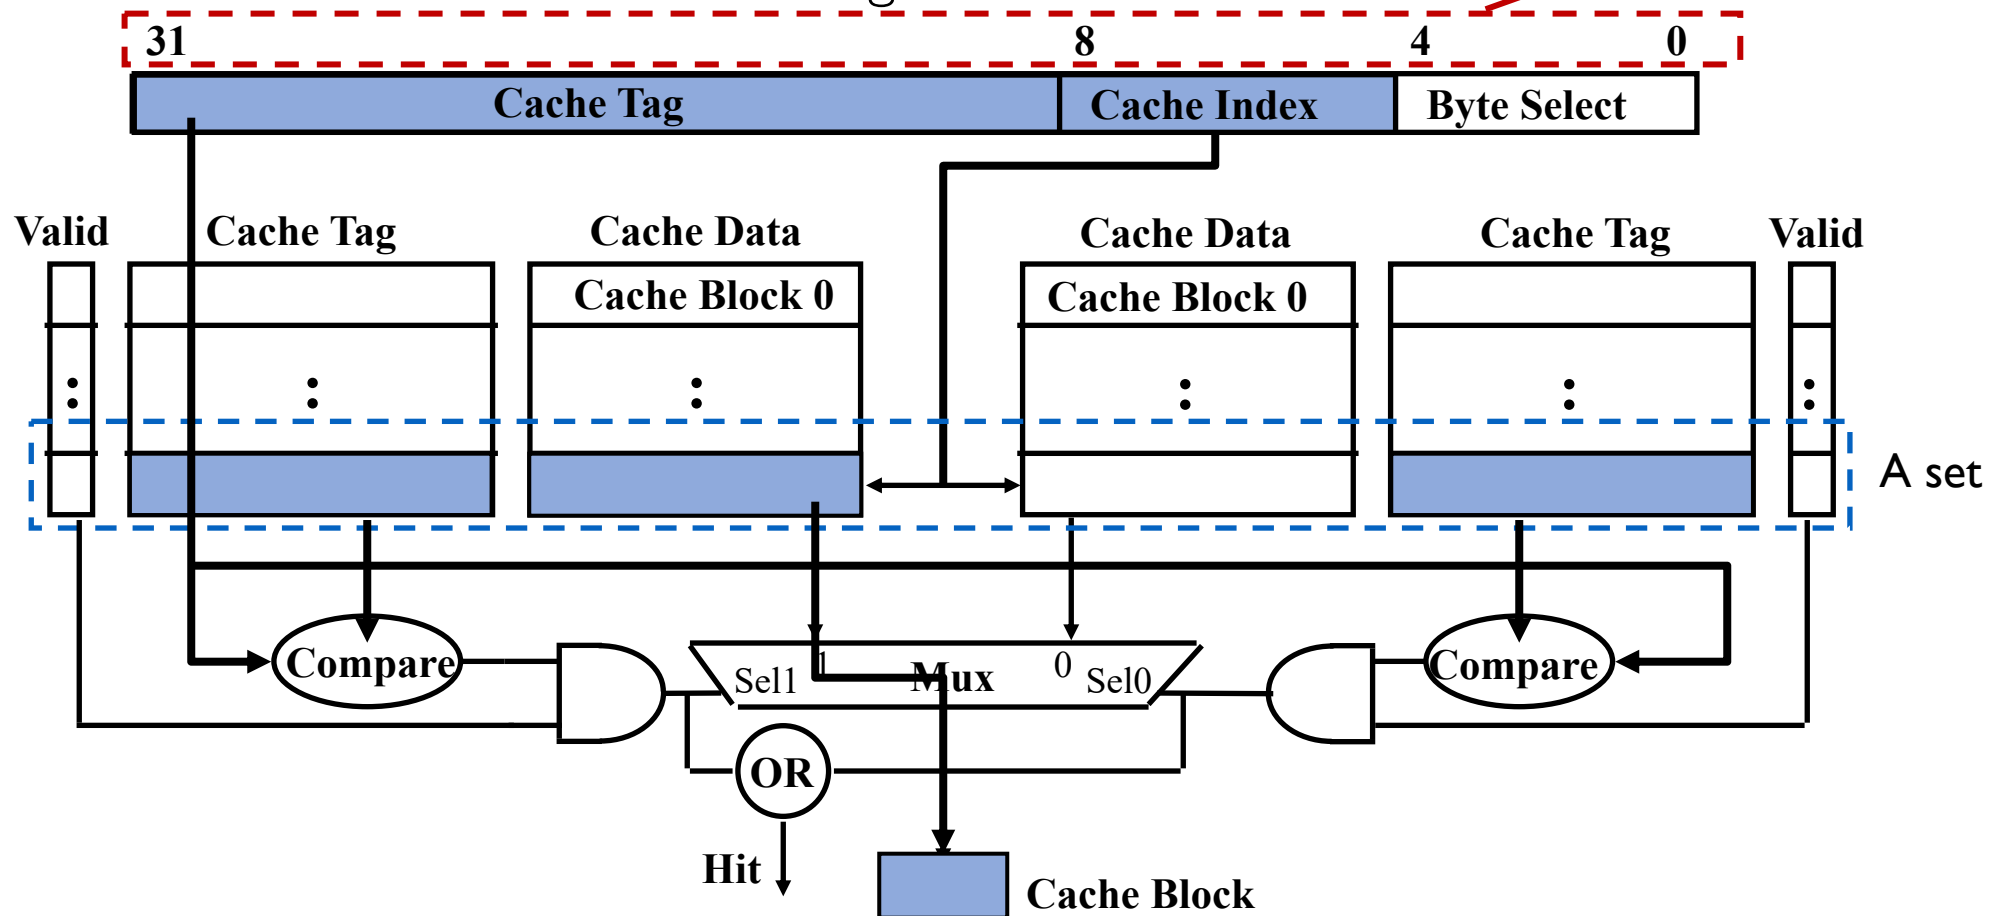 31 8 4 0
Cache Tag Cache Index Byte Select
Valid Cache Tag Cache Data Cache Data Cache Tag Valid
Cache Block 0 Cache Block 0
A set
Compare Sel1 1 Mux 0 Sel0 Compare
OR
Hit
Cache Block